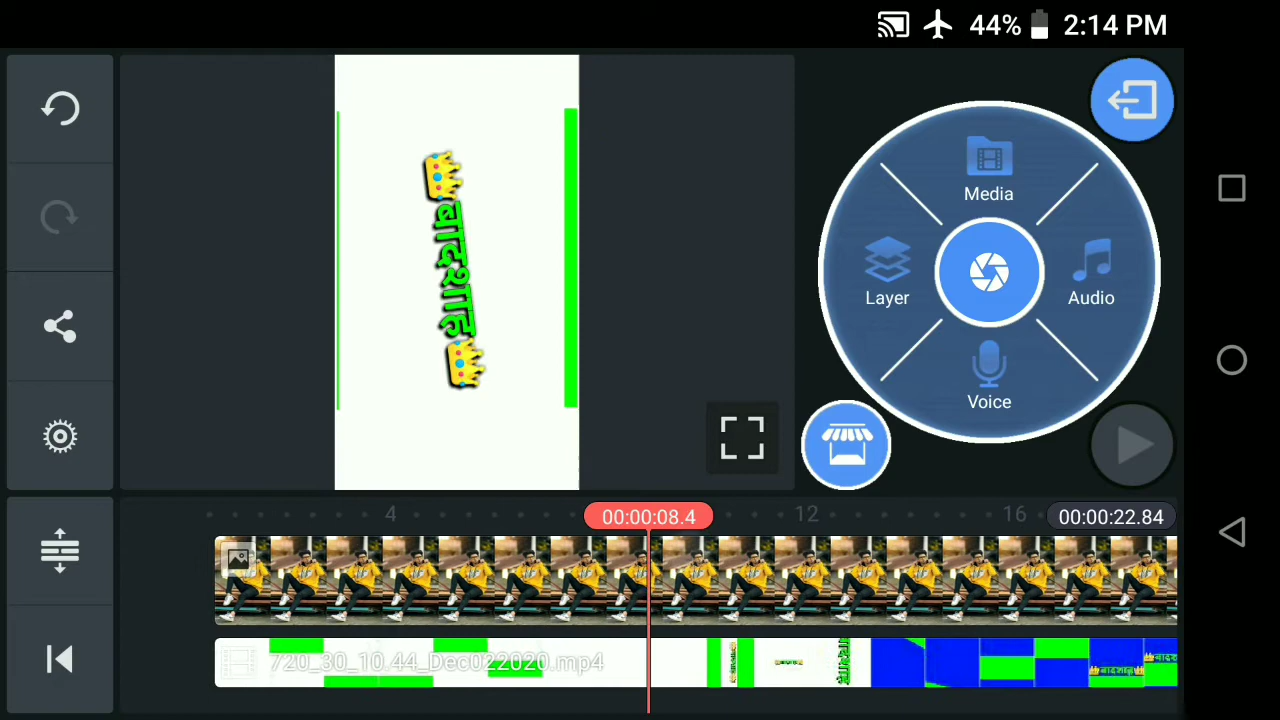 44% 2:14 PM
👑বাদশাহ👑
Media
Layer
Audio
Voice
4
00:00:08.4
12
16
00:00:22.84
720_30_10.44_Dec022020.mp4